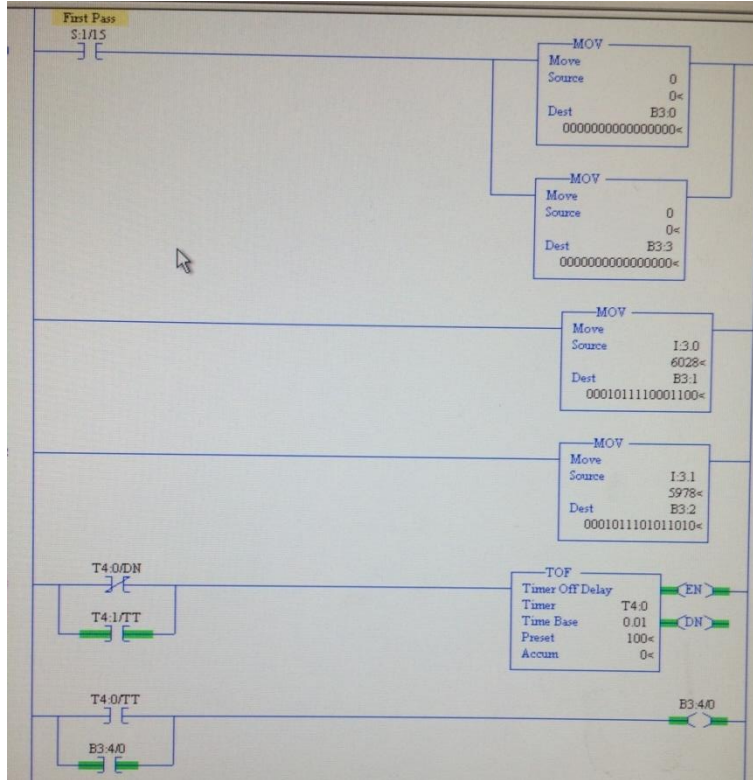 First Pass
S:1/15
MOV
Move
Source 0
0<
Dest B3:0
0000000000000000<
MOV
Move
Source 0
0<
Dest B3:3
0000000000000000<
MOV
Move
Source I:3.0
6028<
Dest B3:1
0001011110001100<
MOV
Move
Source I:3.1
5978<
Dest B3:2
0001011101011010<
T4:0/DN
T4:1/TT
TOF
Timer Off Delay
Timer T4:0
Time Base 0.01
Preset 100<
Accum 0<
EN
DN
T4:0/TT
B3:4/0
B3:4/0